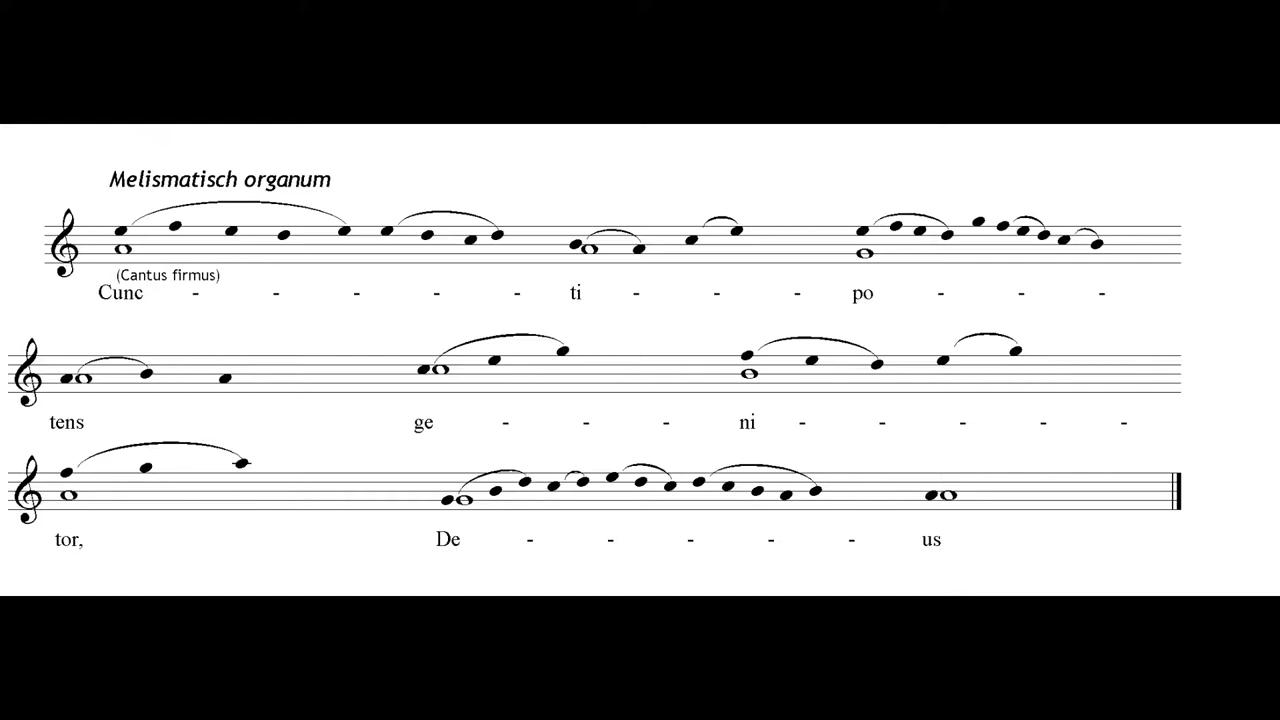 Melismatisch organum
(Cantus firmus)
Cunc - - - - - ti - - - po - - -
tens ge - - - ni - - - - -
tor, De - - - - - us